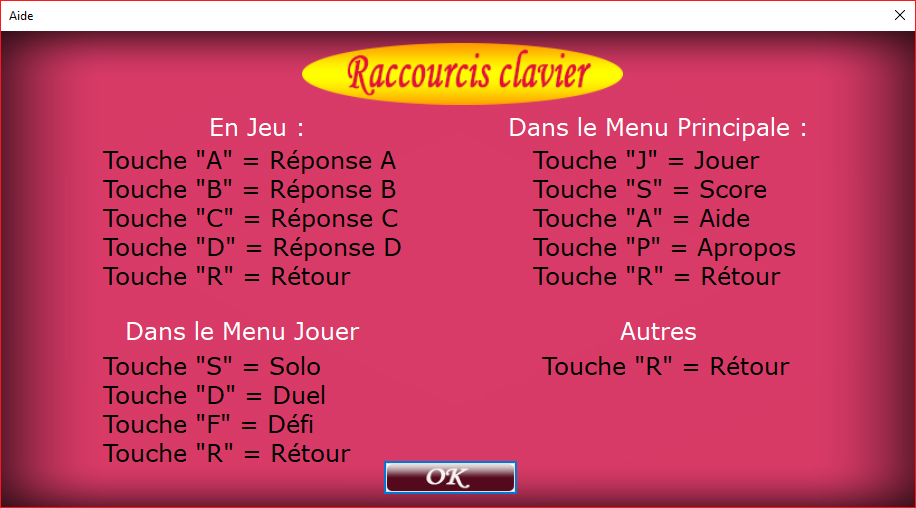 Aide
Raccourcis clavier
En Jeu :
Touche "A" = Réponse A
Touche "B" = Réponse B
Touche "C" = Réponse C
Touche "D" = Réponse D
Touche "R" = Rétour
Dans le Menu Principale :
Touche "J" = Jouer
Touche "S" = Score
Touche "A" = Aide
Touche "P" = Apropos
Touche "R" = Rétour
Dans le Menu Jouer
Touche "S" = Solo
Touche "D" = Duel
Touche "F" = Défi
Touche "R" = Rétour
Autres
Touche "R" = Rétour
OK